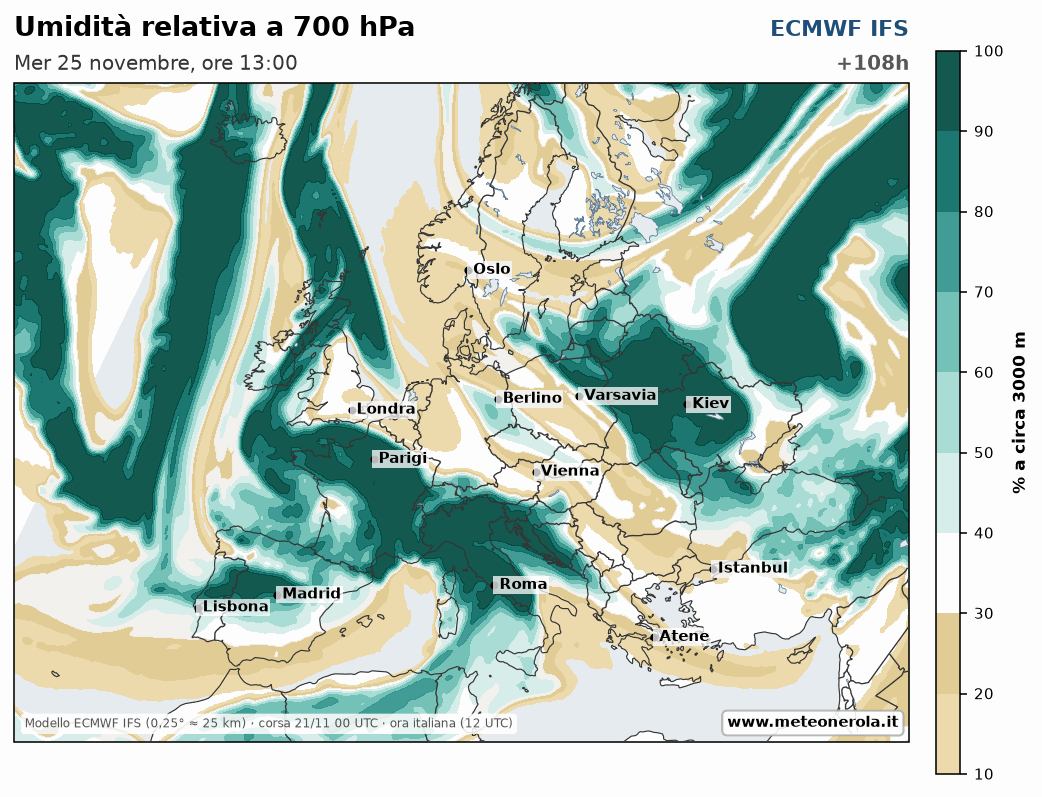 Umidità relativa a 700 hPa
ECMWF IFS
Mer 25 novembre, ore 13:00
+108h
100
90
80
70
60
50
40
30
20
10
% a circa 3000 m
Oslo
Varsavia
Berlino
Kiev
Londra
Parigi
Vienna
Istanbul
Roma
Madrid
Lisbona
Atene
Modello ECMWF IFS (0,25° ≈ 25 km) · corsa 21/11 00 UTC · ora italiana (12 UTC)
www.meteonerola.it